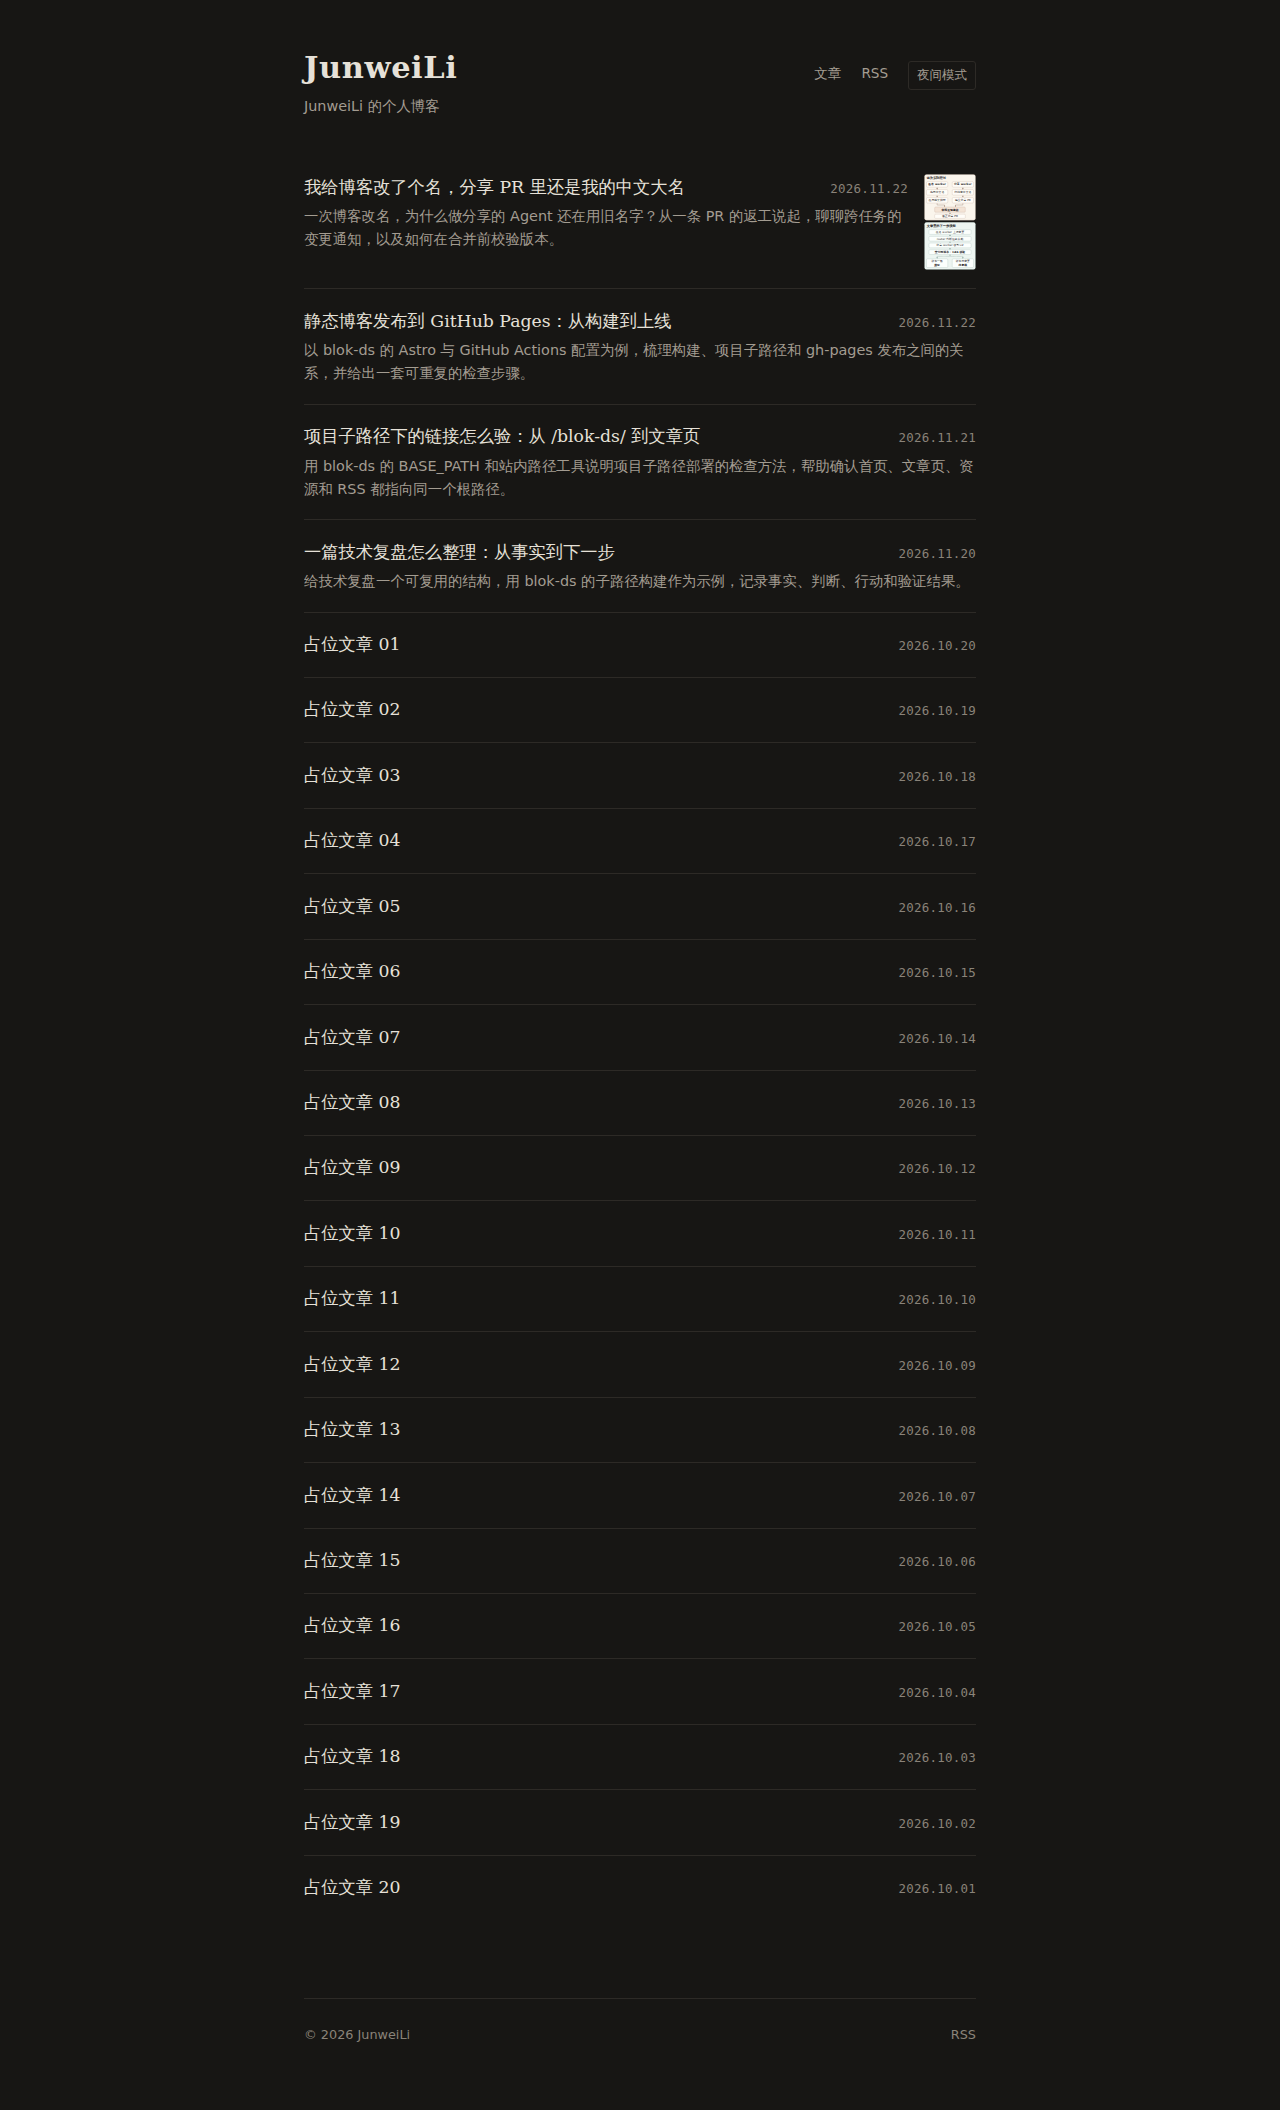 JunweiLi
文章 RSS 夜间模式
JunweiLi 的个人博客
我给博客改了个名，分享 PR 里还是我的中文大名 2026.11.22
一次博客改名，为什么做分享的 Agent 还在用旧名字？从一条 PR 的返工说起，聊聊跨任务的
变更通知，以及如何在合并前校验版本。
静态博客发布到 GitHub Pages：从构建到上线 2026.11.22
以 blok-ds 的 Astro 与 GitHub Actions 配置为例，梳理构建、项目子路径和 gh-pages 发布之间的关
系，并给出一套可重复的检查步骤。
项目子路径下的链接怎么验：从 /blok-ds/ 到文章页 2026.11.21
用 blok-ds 的 BASE_PATH 和站内路径工具说明项目子路径部署的检查方法，帮助确认首页、文章页、资
源和 RSS 都指向同一个根路径。
一篇技术复盘怎么整理：从事实到下一步 2026.11.20
给技术复盘一个可复用的结构，用 blok-ds 的子路径构建作为示例，记录事实、判断、行动和验证结果。
占位文章 01 2026.10.20
占位文章 02 2026.10.19
占位文章 03 2026.10.18
占位文章 04 2026.10.17
占位文章 05 2026.10.16
占位文章 06 2026.10.15
占位文章 07 2026.10.14
占位文章 08 2026.10.13
占位文章 09 2026.10.12
占位文章 10 2026.10.11
占位文章 11 2026.10.10
占位文章 12 2026.10.09
占位文章 13 2026.10.08
占位文章 14 2026.10.07
占位文章 15 2026.10.06
占位文章 16 2026.10.05
占位文章 17 2026.10.04
占位文章 18 2026.10.03
占位文章 19 2026.10.02
占位文章 20 2026.10.01
© 2026 JunweiLi RSS